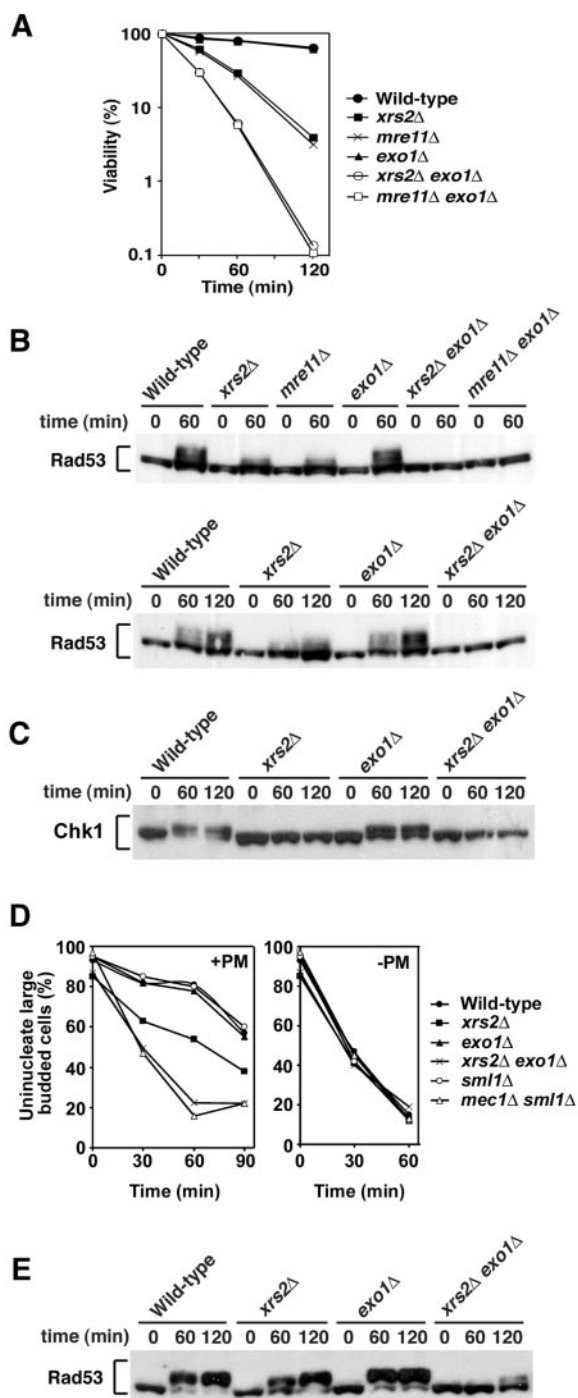 A
Viability (%)
100
10
1
0.1
0 60 120
Time (min)
Wild-type
xrs2Δ
mre11Δ
exo1Δ
xrs2Δ exo1Δ
mre11Δ exo1Δ
B
Wild-type xrs2Δ mre11Δ exo1Δ xrs2Δ exo1Δ mre11Δ exo1Δ
time (min) 0 60 0 60 0 60 0 60 0 60 0 60
Rad53
Wild-type xrs2Δ exo1Δ xrs2Δ exo1Δ
time (min) 0 60 120 0 60 120 0 60 120 0 60 120
Rad53
C
Wild-type xrs2Δ exo1Δ xrs2Δ exo1Δ
time (min) 0 60 120 0 60 120 0 60 120 0 60 120
Chk1
D
Uninucleate large
budded cells (%)
100
80
60
40
20
0
+PM
0 30 60 90
Time (min)
100
80
60
40
20
0
-PM
0 30 60
Time (min)
Wild-type
xrs2Δ
exo1Δ
xrs2Δ exo1Δ
sml1Δ
mec1Δ sml1Δ
E
Wild-type xrs2Δ exo1Δ xrs2Δ exo1Δ
time (min) 0 60 120 0 60 120 0 60 120 0 60 120
Rad53